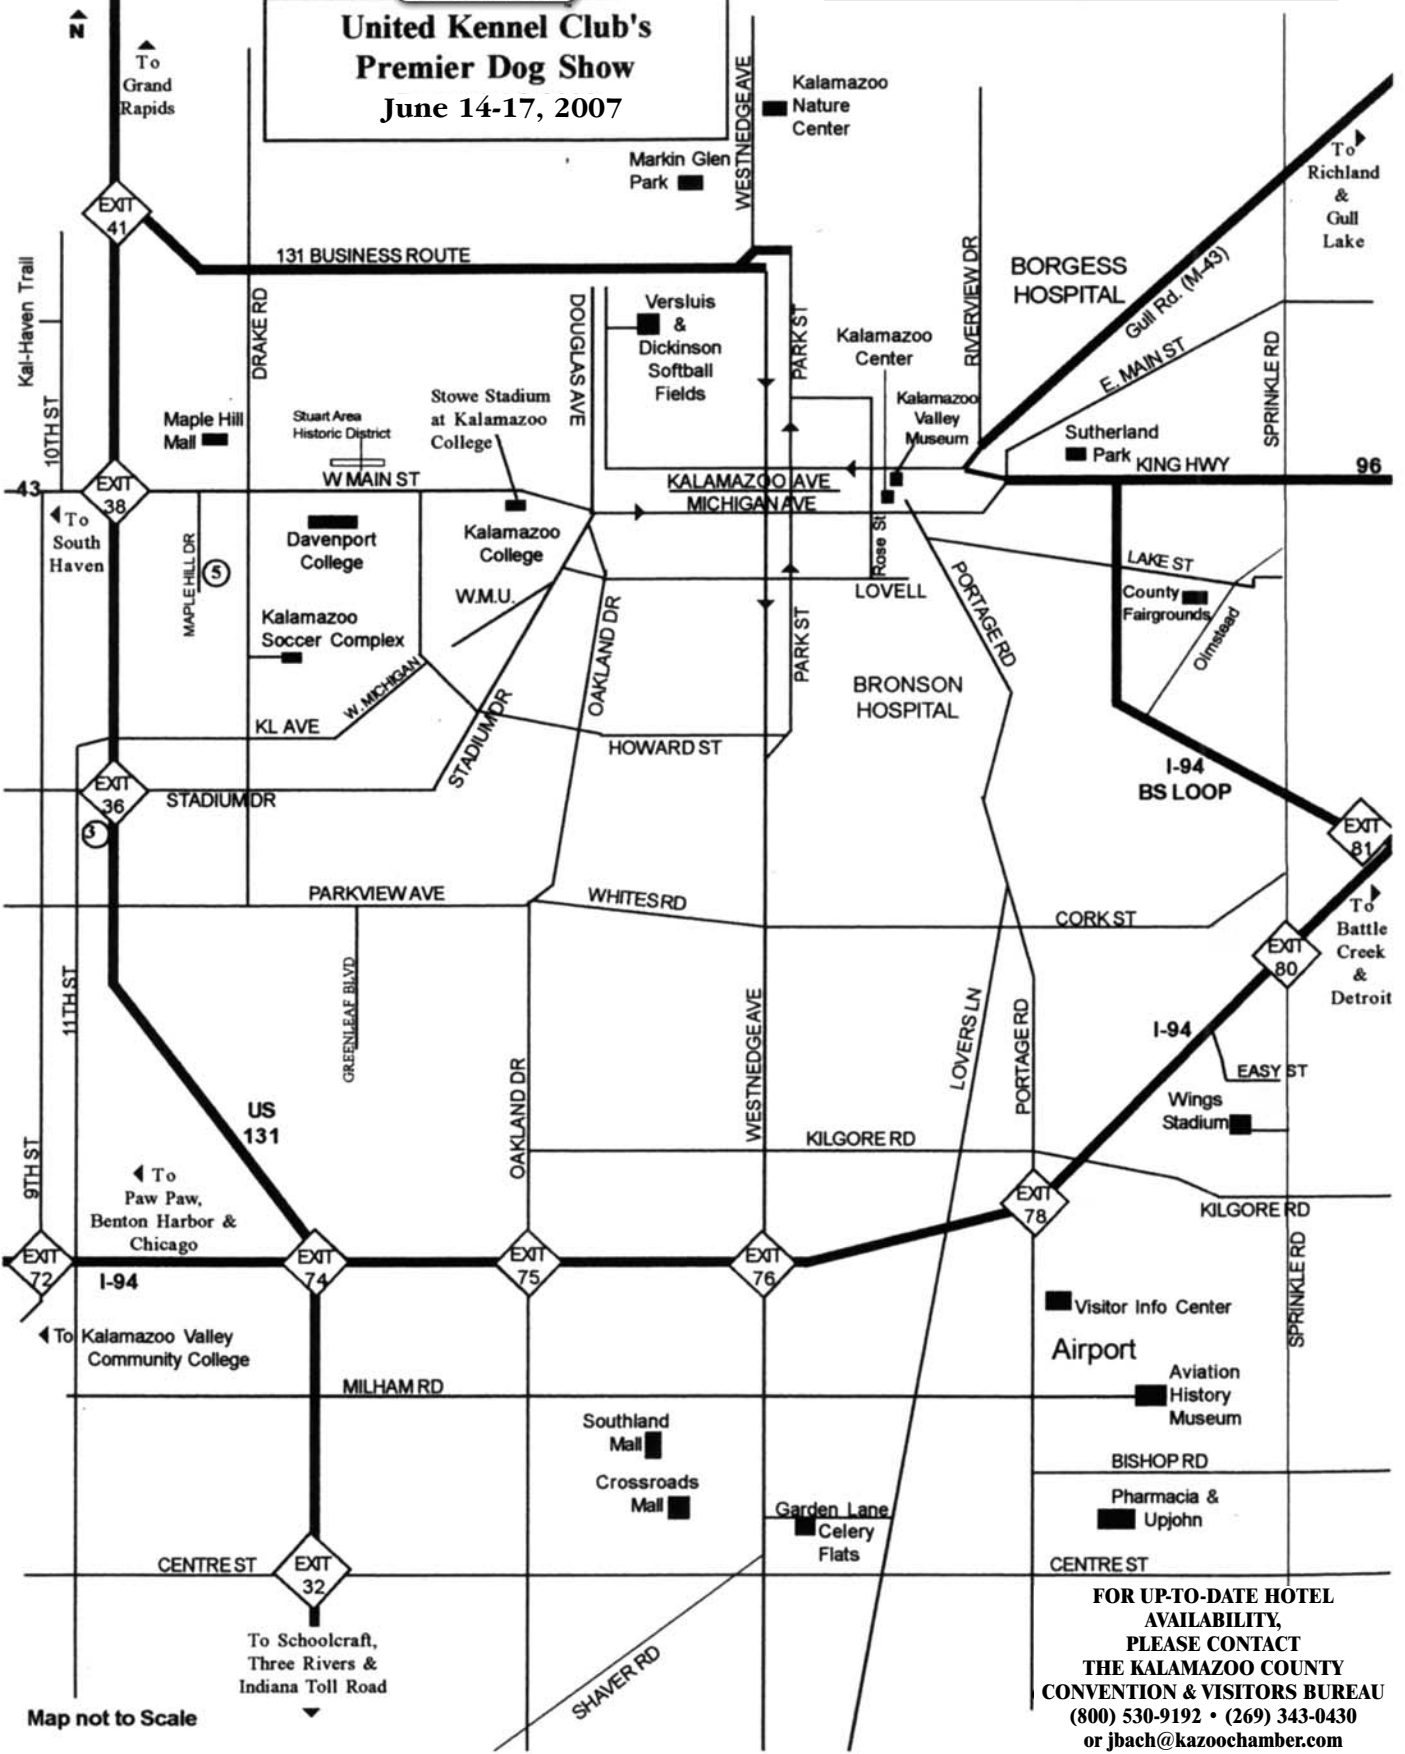 N
To
Grand
Rapids
United Kennel Club's
Premier Dog Show
June 14-17, 2007
WESTNEDGE AVE
Kalamazoo
Nature
Center
Markin Glen
Park
To
Richland
&
Gull
Lake
EXIT
41
131 BUSINESS ROUTE
Kal-Haven Trail
DRAKE RD
DOUGLAS AVE
Versluis
&
Dickinson
Softball
Fields
PARK ST
Kalamazoo
Center
RIVERVIEW DR
BORGESS
HOSPITAL
Gull Rd. (M-43)
E. MAIN ST
SPRINKLE RD
10TH ST
Maple Hill
Mall
Stuart Area
Historic District
Stowe Stadium
at Kalamazoo
College
Kalamazoo
Valley
Museum
Sutherland
Park
KING HWY
96
43
EXIT
38
W MAIN ST
KALAMAZOO AVE
MICHIGAN AVE
To
South
Haven
MAPLE HILL DR
5
Davenport
College
Kalamazoo
College
Rose St
LOVELL
PORTAGE RD
LAKE ST
County
Fairgrounds
Olmstead
W.M.U.
Kalamazoo
Soccer Complex
OAKLAND DR
PARK ST
W. MICHIGAN
BRONSON
HOSPITAL
KL AVE
STADIUM DR
HOWARD ST
I-94
BS LOOP
EXIT
36
STADIUM DR
3
EXIT
81
PARKVIEW AVE
WHITES RD
CORK ST
To
Battle
Creek
&
Detroit
EXIT
80
11TH ST
GREENLEAF BLVD
WESTNEDGE AVE
LOVERS LN
PORTAGE RD
I-94
EASY ST
Wings
Stadium
US
131
OAKLAND DR
KILGORE RD
9TH ST
To
Paw Paw,
Benton Harbor &
Chicago
EXIT
78
KILGORE RD
EXIT
72
I-94
EXIT
74
EXIT
75
EXIT
76
SPRINKLE RD
Visitor Info Center
To Kalamazoo Valley
Community College
Airport
Aviation
History
Museum
MILHAM RD
Southland
Mall
Crossroads
Mall
BISHOP RD
Pharmacia &
Upjohn
Garden Lane
Celery
Flats
CENTRE ST
EXIT
32
CENTRE ST
To Schoolcraft,
Three Rivers &
Indiana Toll Road
SHAVER RD
Map not to Scale
FOR UP-TO-DATE HOTEL
AVAILABILITY,
PLEASE CONTACT
THE KALAMAZOO COUNTY
CONVENTION & VISITORS BUREAU
(800) 530-9192 • (269) 343-0430
or jbach@kazoochamber.com